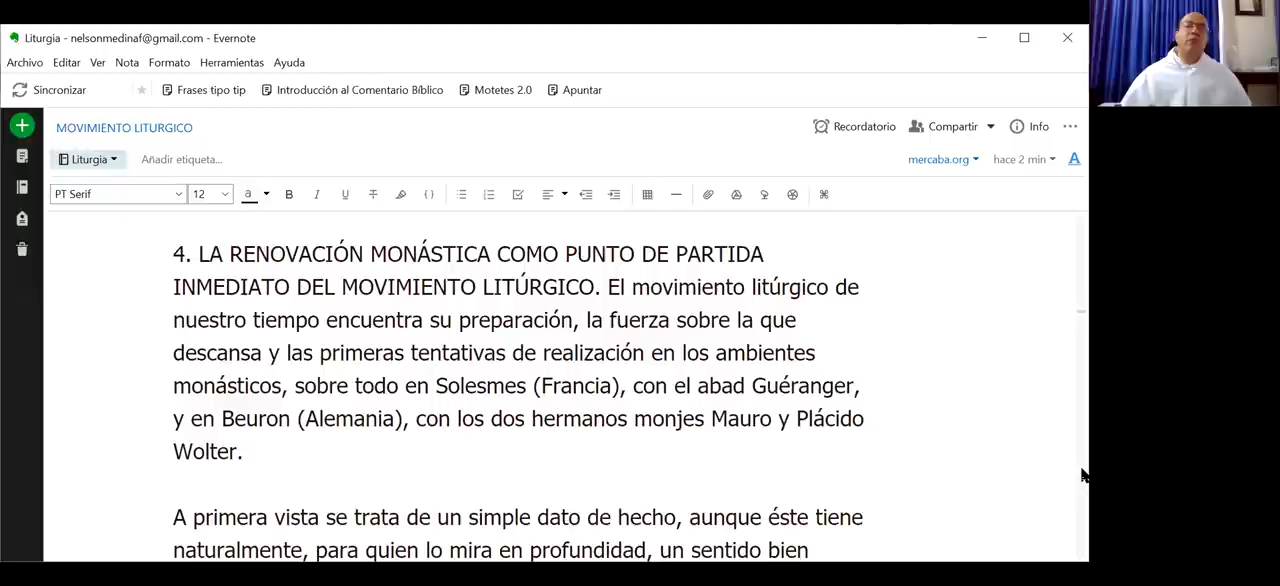 Liturgia - nelsonmedinaf@gmail.com - Evernote
Archivo Editar Ver Nota Formato Herramientas Ayuda
Sincronizar Frases tipo tip Introducción al Comentario Bíblico Motetes 2.0 Apuntar
MOVIMIENTO LITURGICO Recordatorio Compartir Info
Liturgia Añadir etiqueta... mercaba.org hace 2 min A
PT Serif 12 a B I U T
4. LA RENOVACIÓN MONÁSTICA COMO PUNTO DE PARTIDA
INMEDIATO DEL MOVIMIENTO LITÚRGICO. El movimiento litúrgico de
nuestro tiempo encuentra su preparación, la fuerza sobre la que
descansa y las primeras tentativas de realización en los ambientes
monásticos, sobre todo en Solesmes (Francia), con el abad Guéranger,
y en Beuron (Alemania), con los dos hermanos monjes Mauro y Plácido
Wolter.
A primera vista se trata de un simple dato de hecho, aunque éste tiene
naturalmente, para quien lo mira en profundidad, un sentido bien